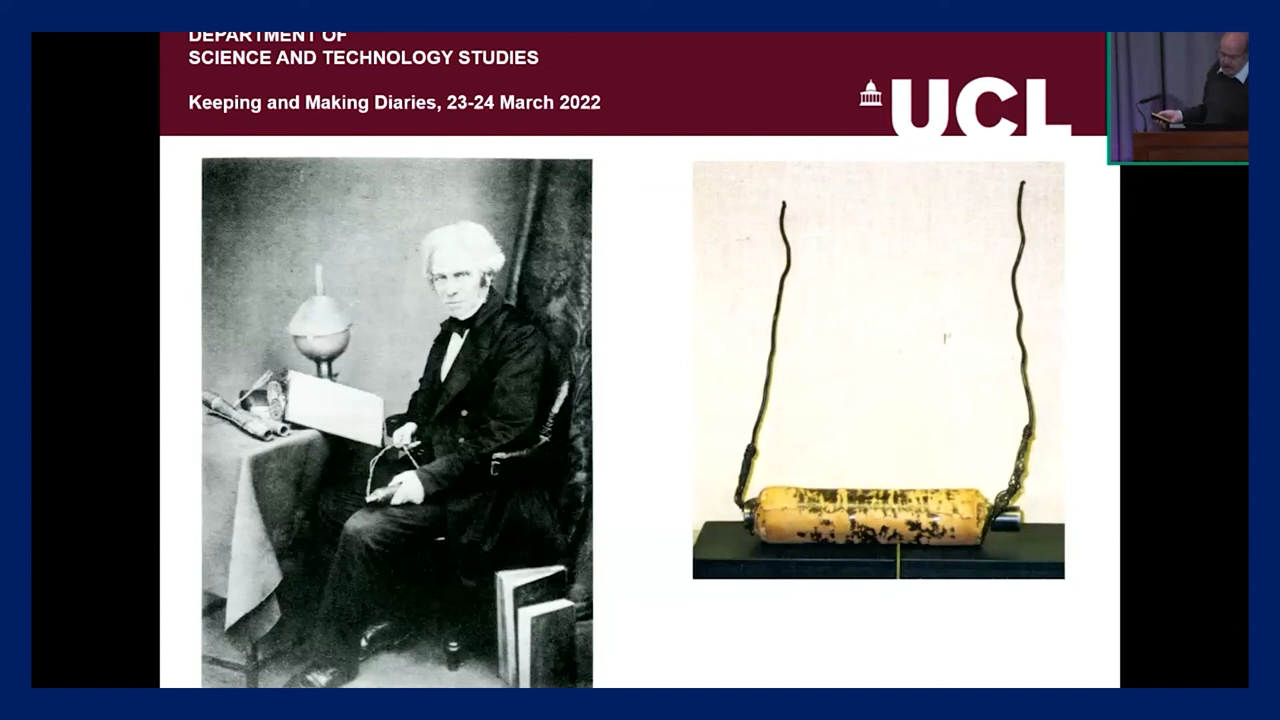 DEPARTMENT OF
SCIENCE AND TECHNOLOGY STUDIES
Keeping and Making Diaries, 23-24 March 2022
UCL